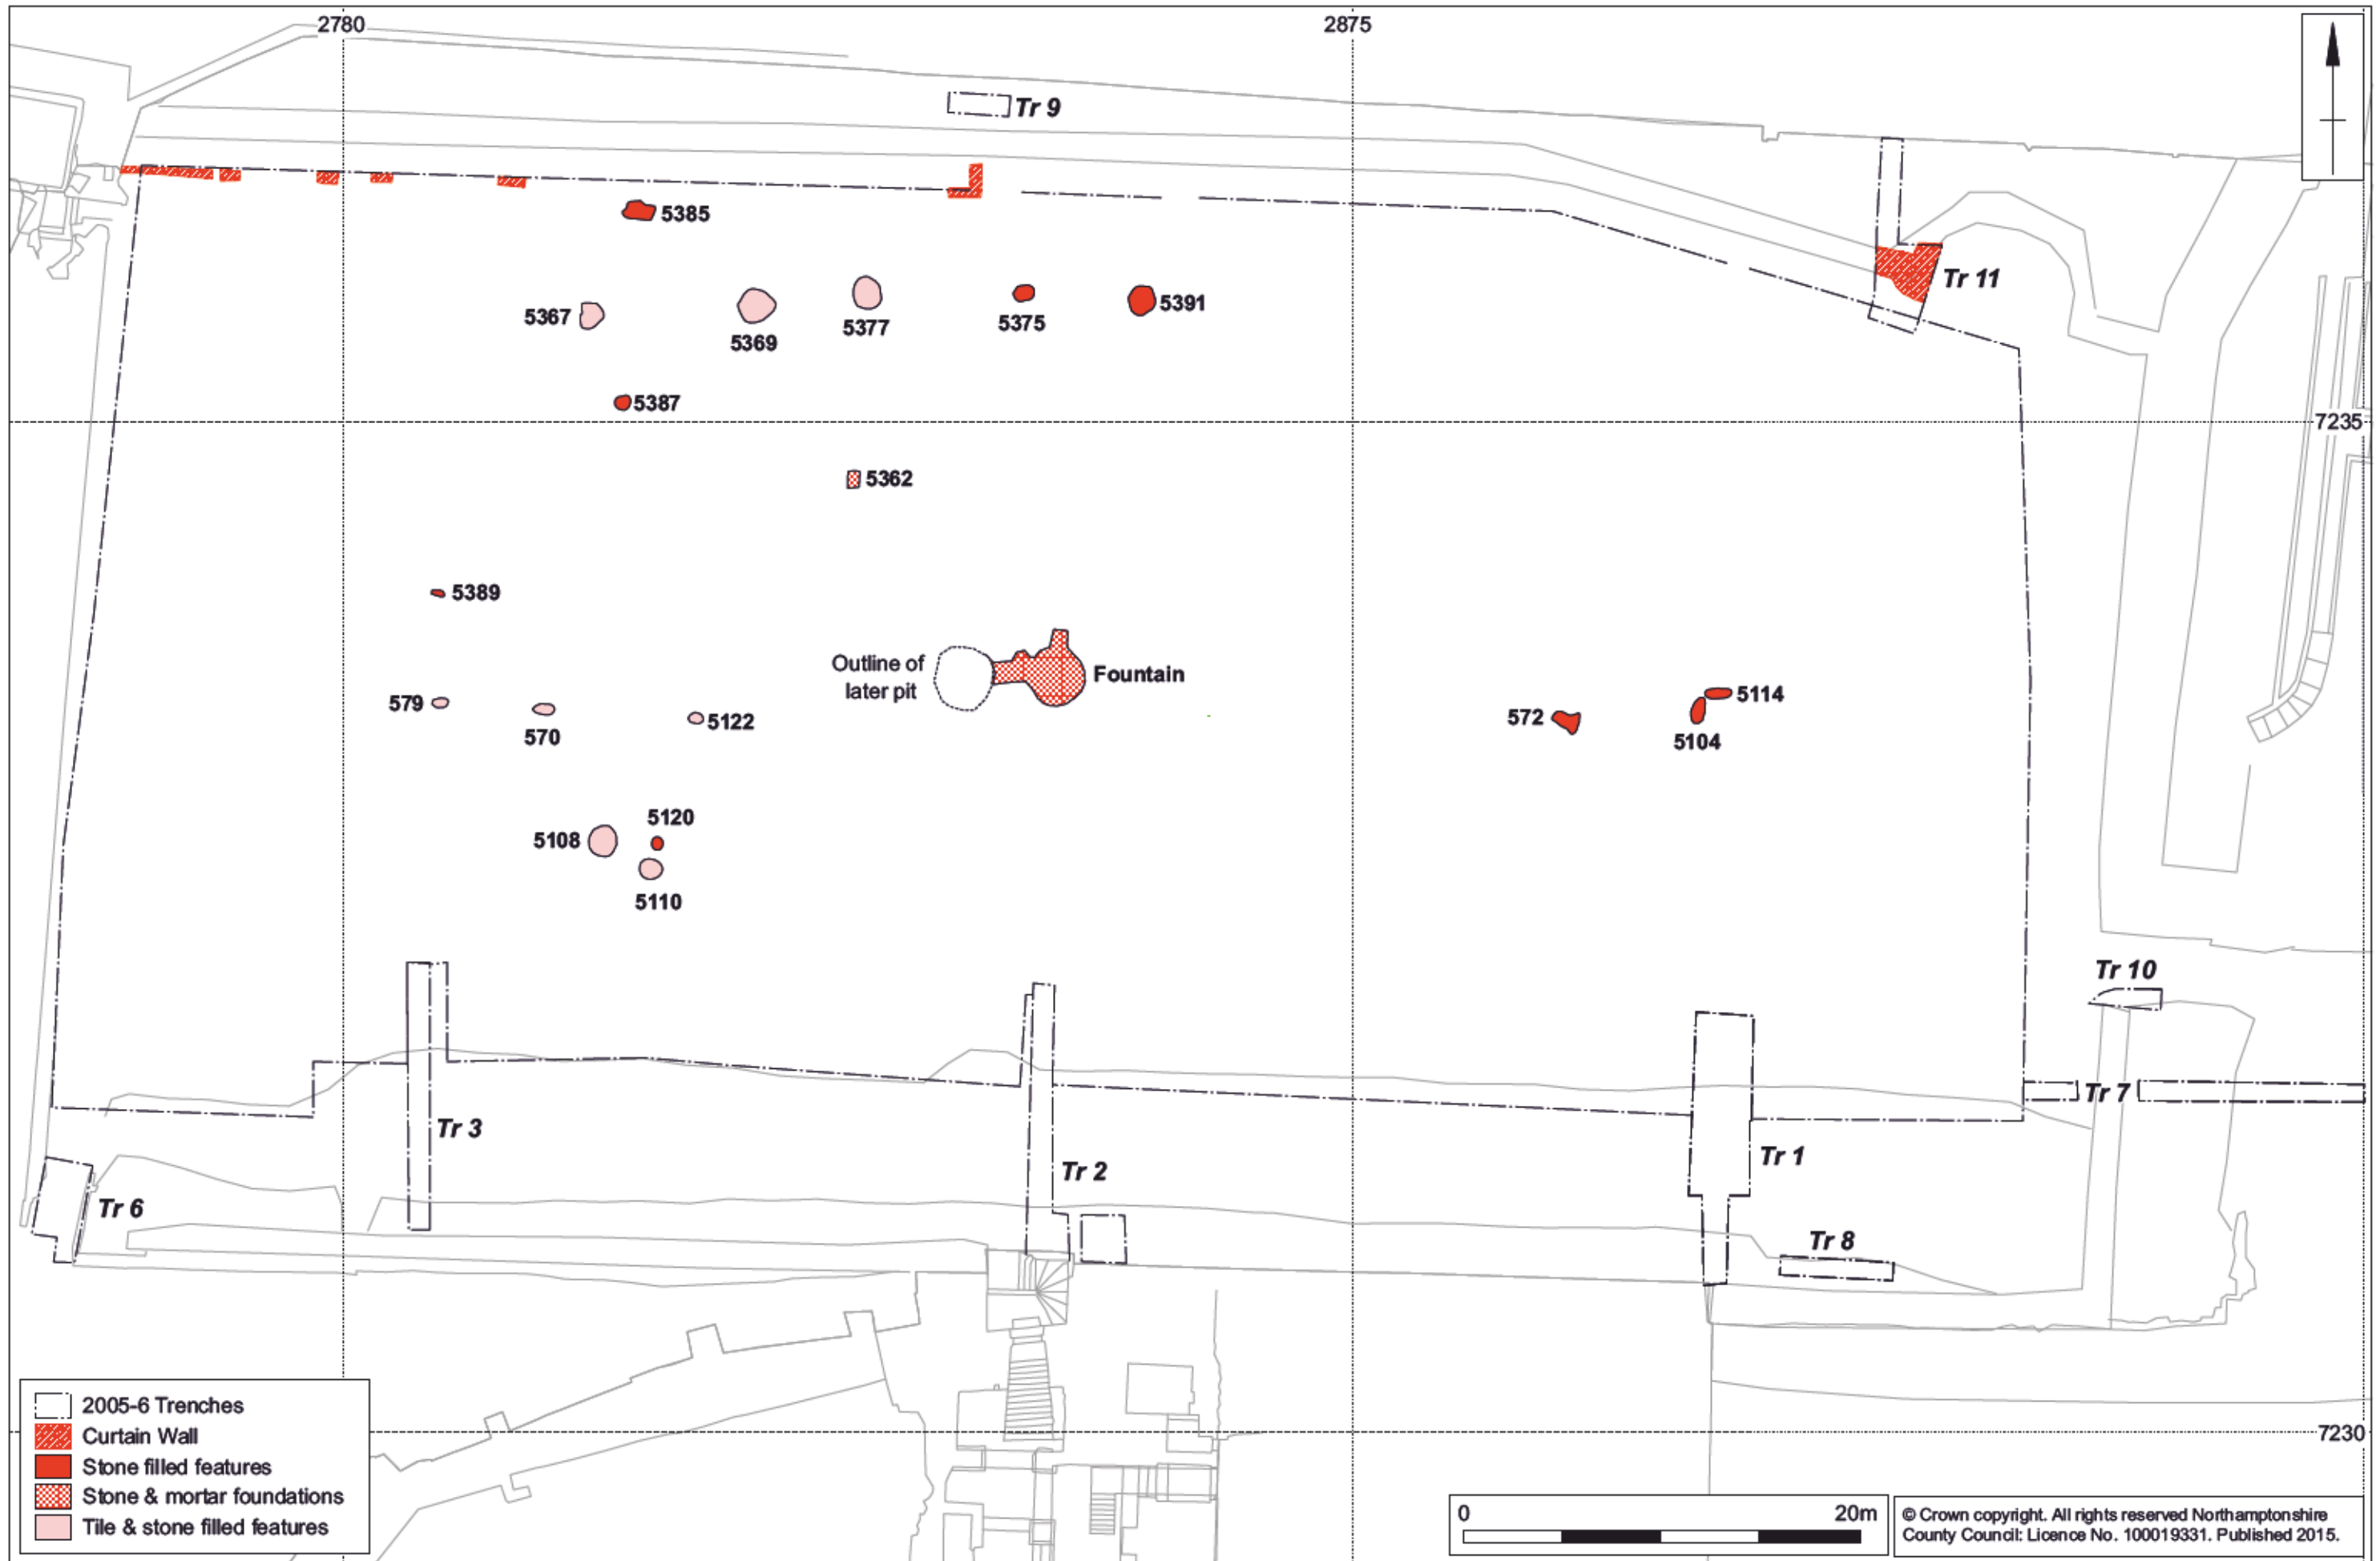 2780
2875
Tr 9
5385
Tr 11
5367
5369
5377
5375
5391
5387
7235
5362
5389
Outline of
later pit
Fountain
579
570
5122
572
5114
5104
5108
5120
5110
Tr 10
Tr 7
Tr 3
Tr 2
Tr 1
Tr 6
Tr 8
2005-6 Trenches
Curtain Wall
Stone filled features
Stone & mortar foundations
Tile & stone filled features
7230
0 20m
© Crown copyright. All rights reserved Northamptonshire
County Council: Licence No. 100019331. Published 2015.